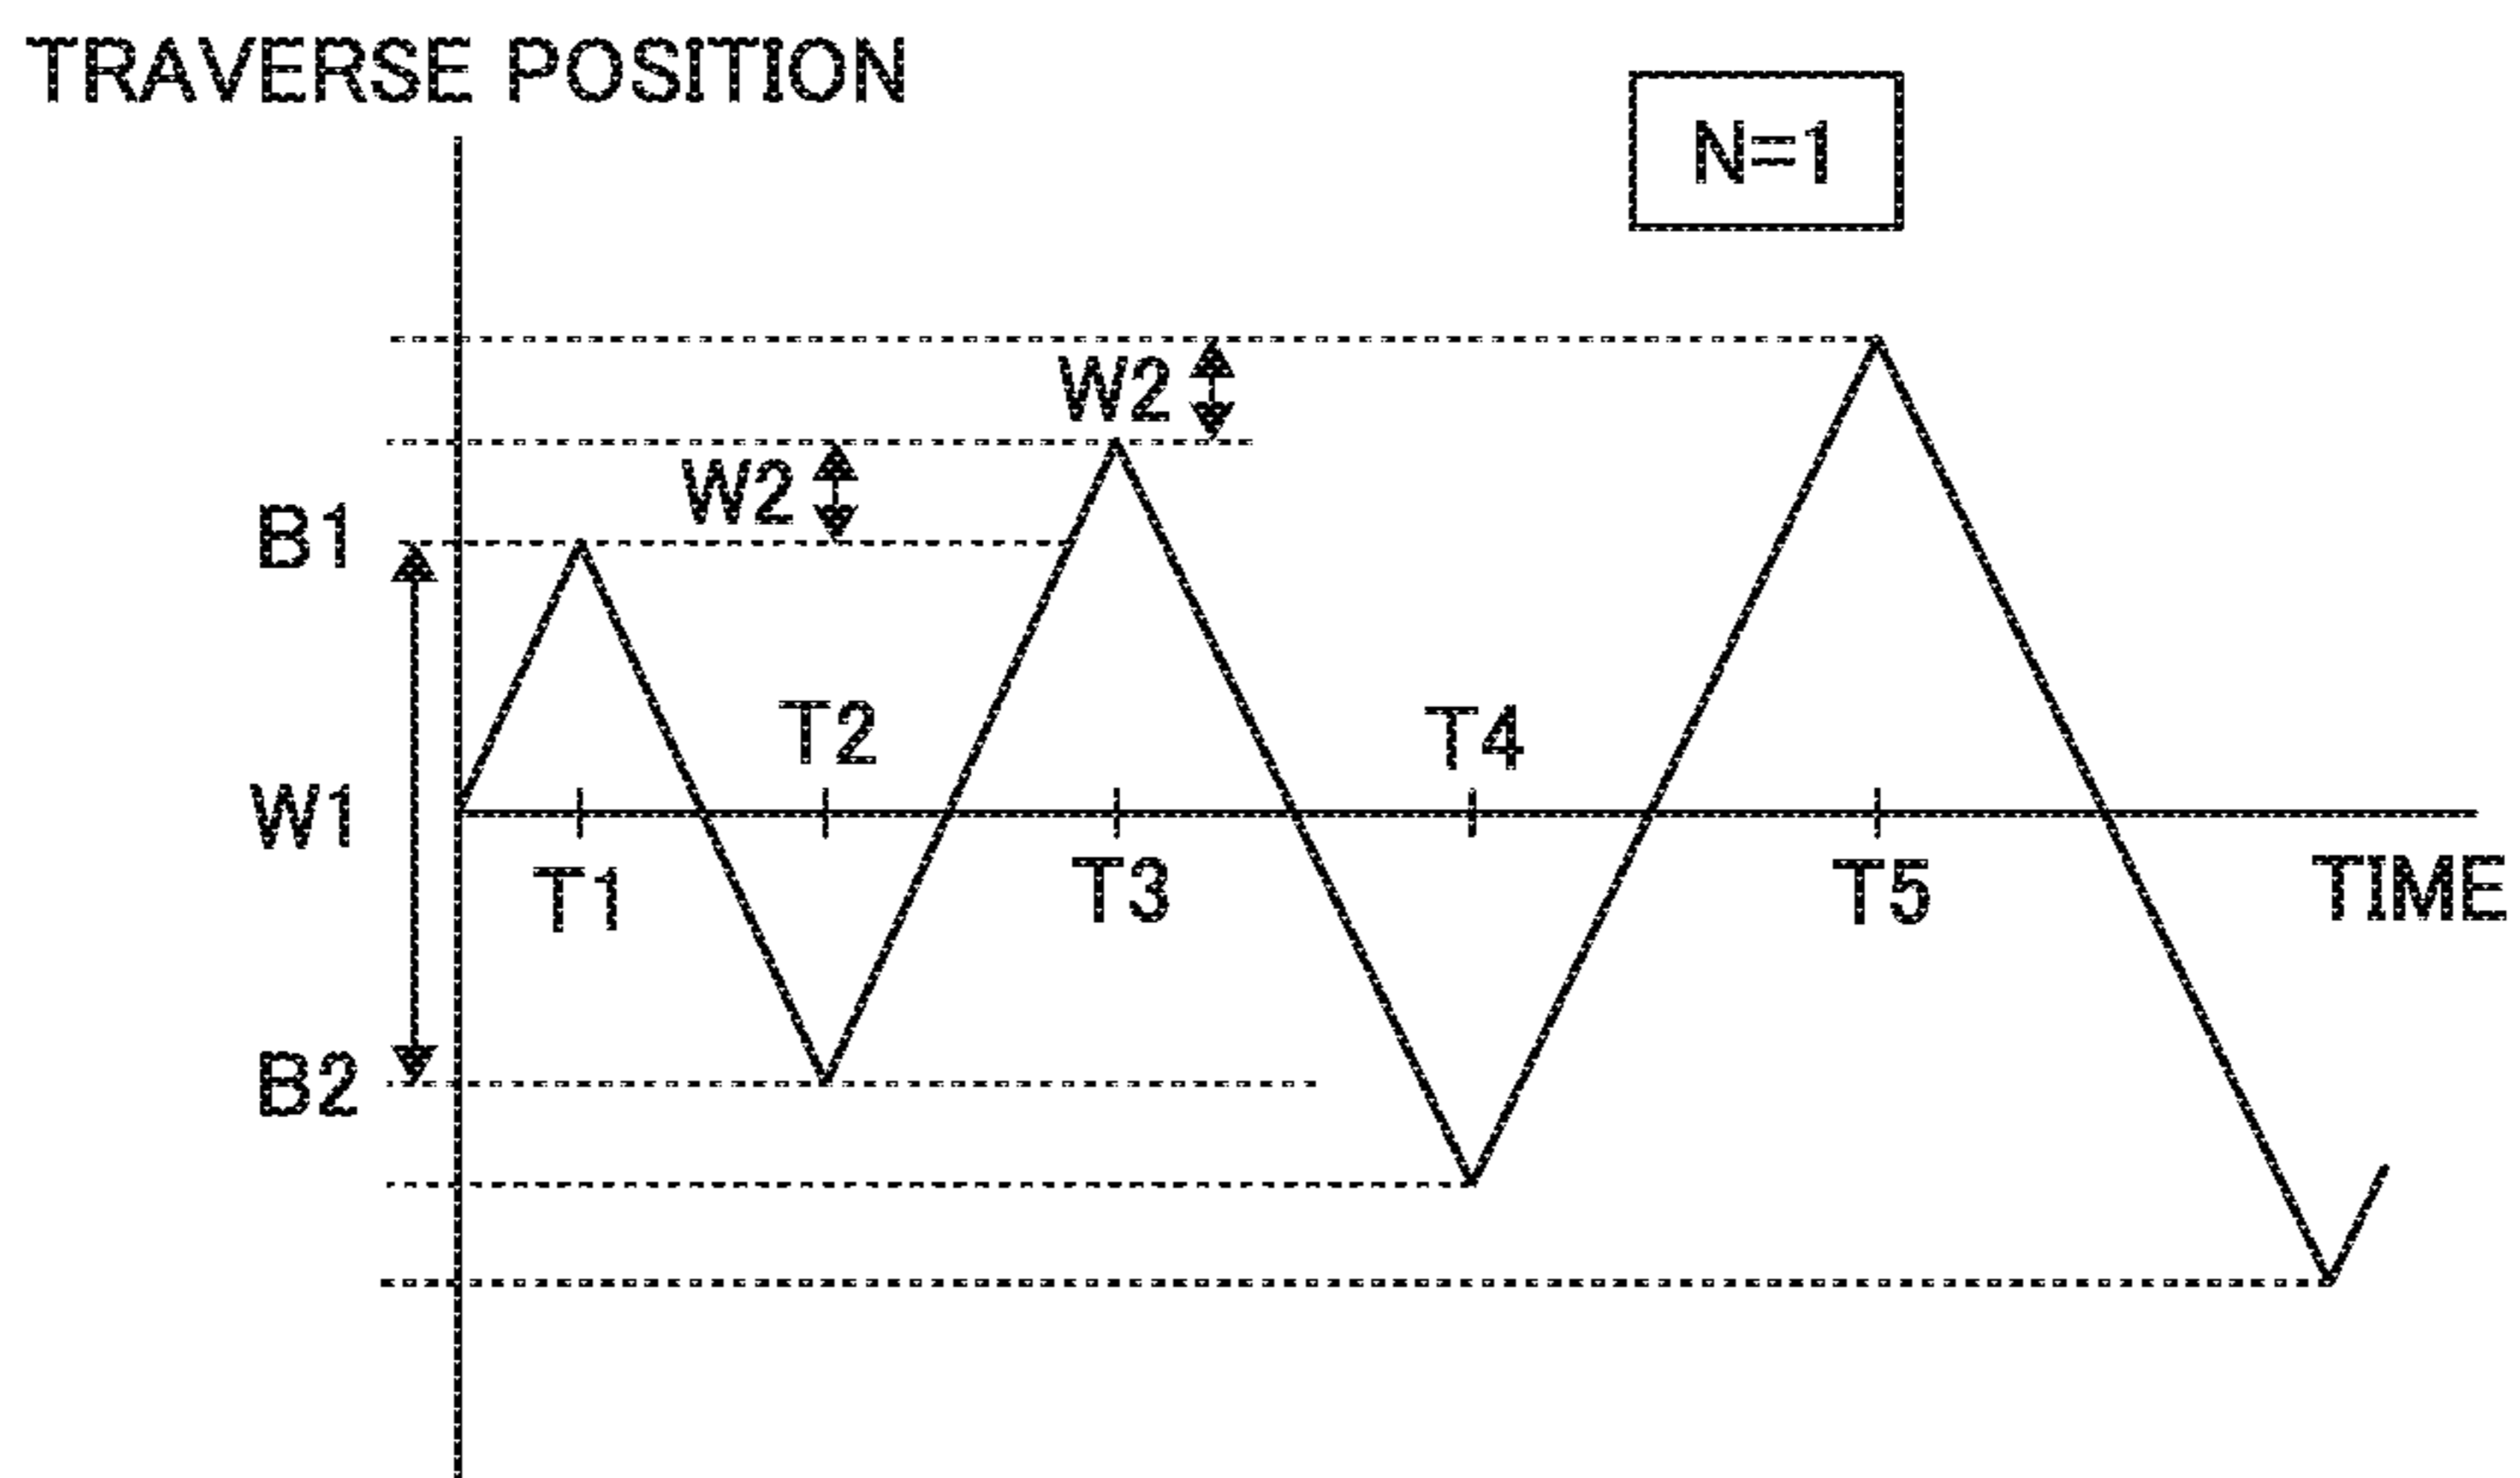 TRAVERSE POSITION
N=1
W2
W2
B1
T2
T4
W1
T1
T3
T5
TIME
B2